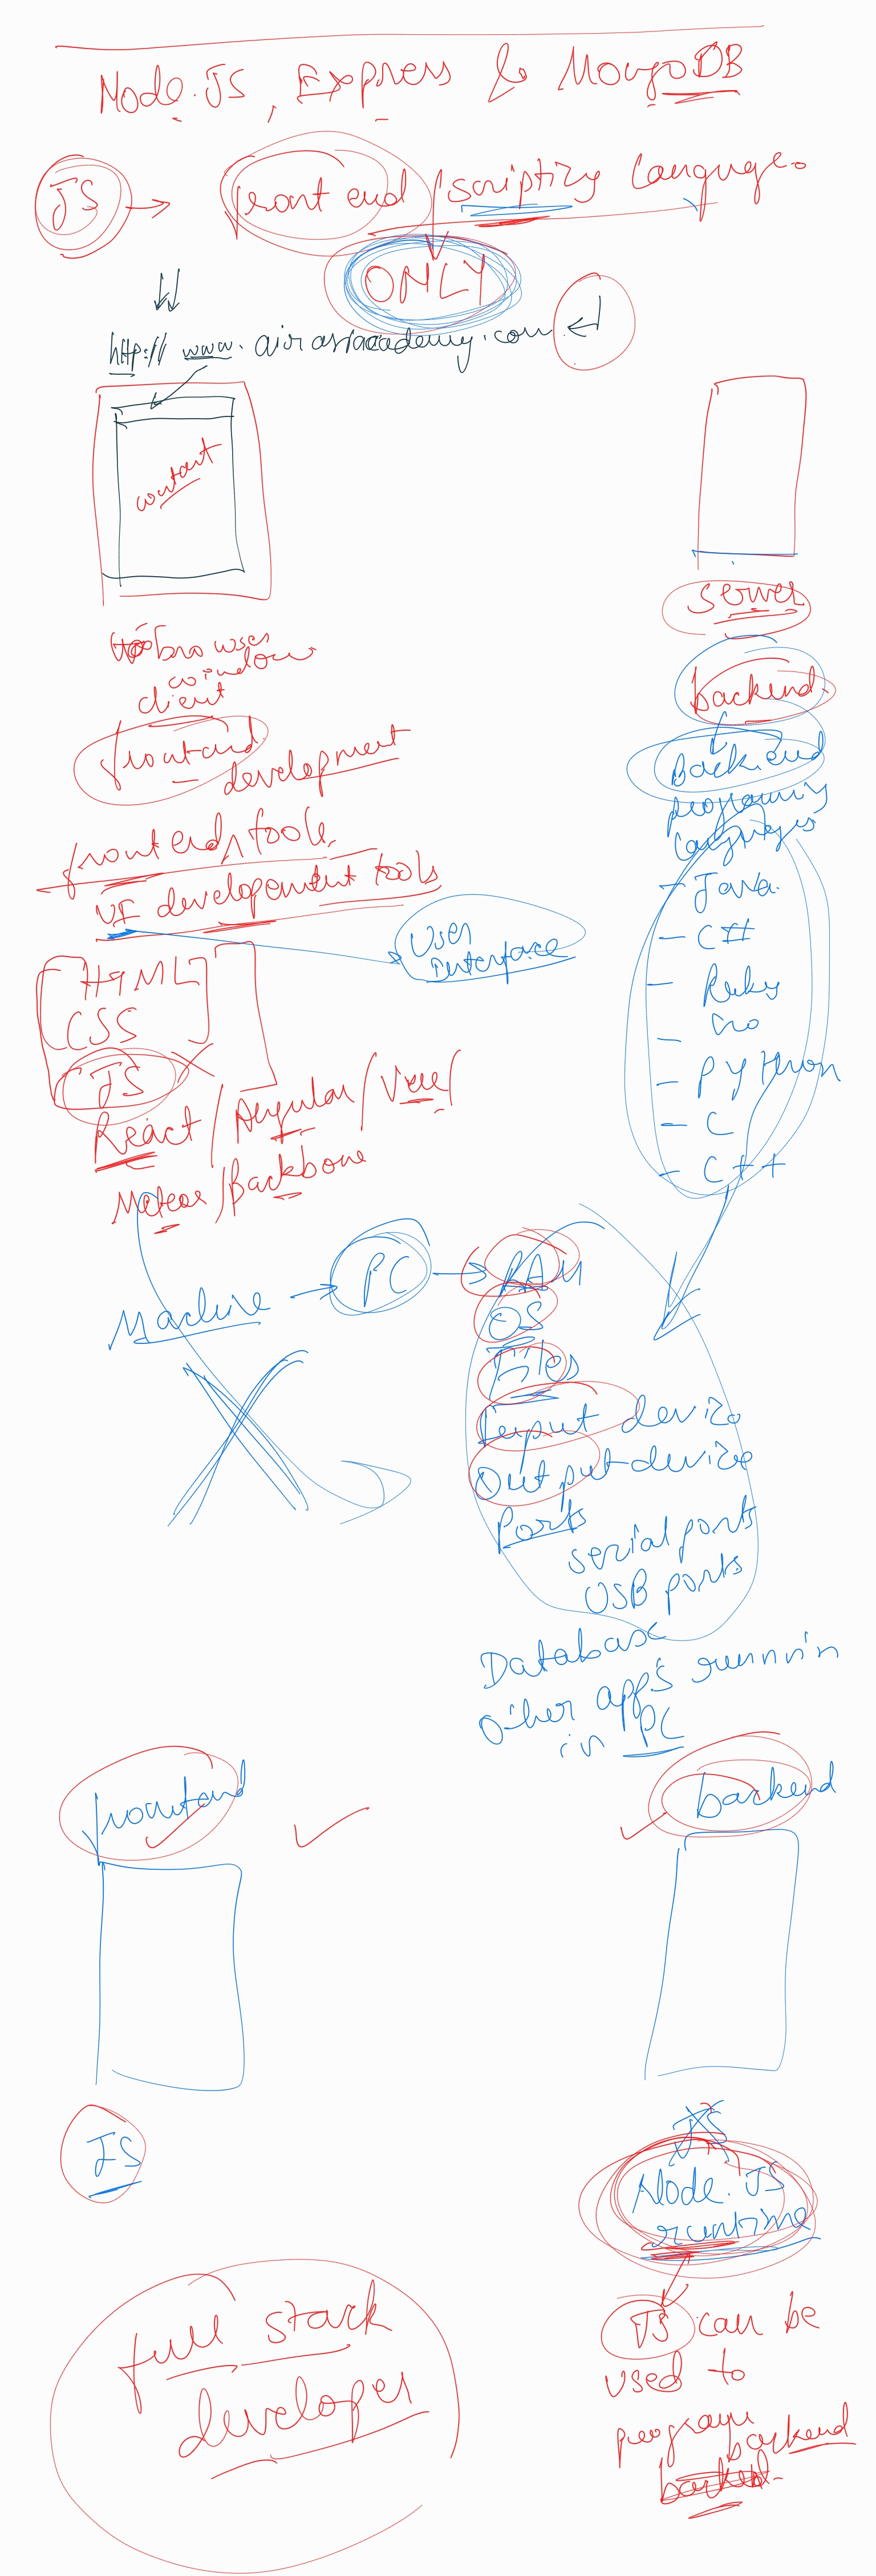 Node.JS, Express & MongoDB
JS → front end / scripting language.
ONLY
http:// www. airasiaacademy.com
content
browser
window
client
frontend
development
front end tools.
UI development tools
User
Interface
HTML
CSS
JS
React / Angular / Vue /
Meteor / Backbone
server
backend.
Backend
programing
languages
- Java.
- C#
- Ruby
- PYthon
- C
- C++
Machine → PC → RAM
OS
Files
Input device
Output device
Ports
serial ports
USB ports
Database
Other app's runnin
in PC
frontend
backend
JS
JS
Node.JS
runtime
JS can be
used to
program
backend
full stack
developer